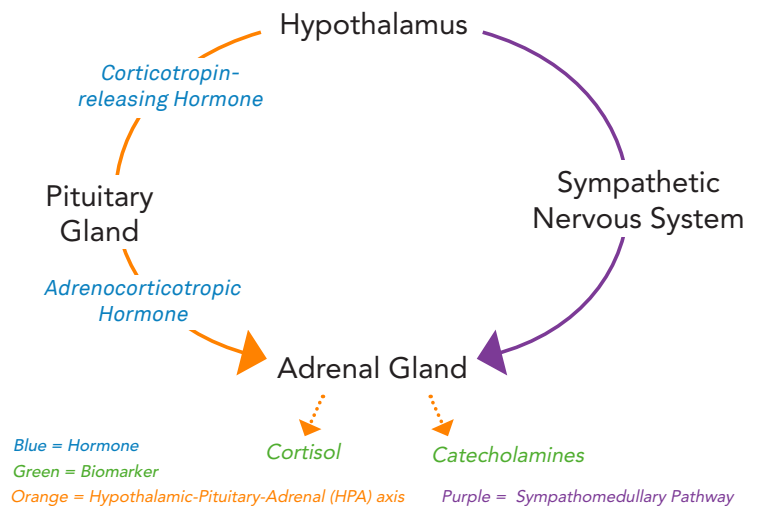 Hypothalamus
Corticotropin-
releasing Hormone
Pituitary
Gland
Sympathetic
Nervous System
Adrenocorticotropic
Hormone
Adrenal Gland
Cortisol
Catecholamines
Blue = Hormone
Green = Biomarker
Orange = Hypothalamic-Pituitary-Adrenal (HPA) axis
Purple = Sympathomedullary Pathway